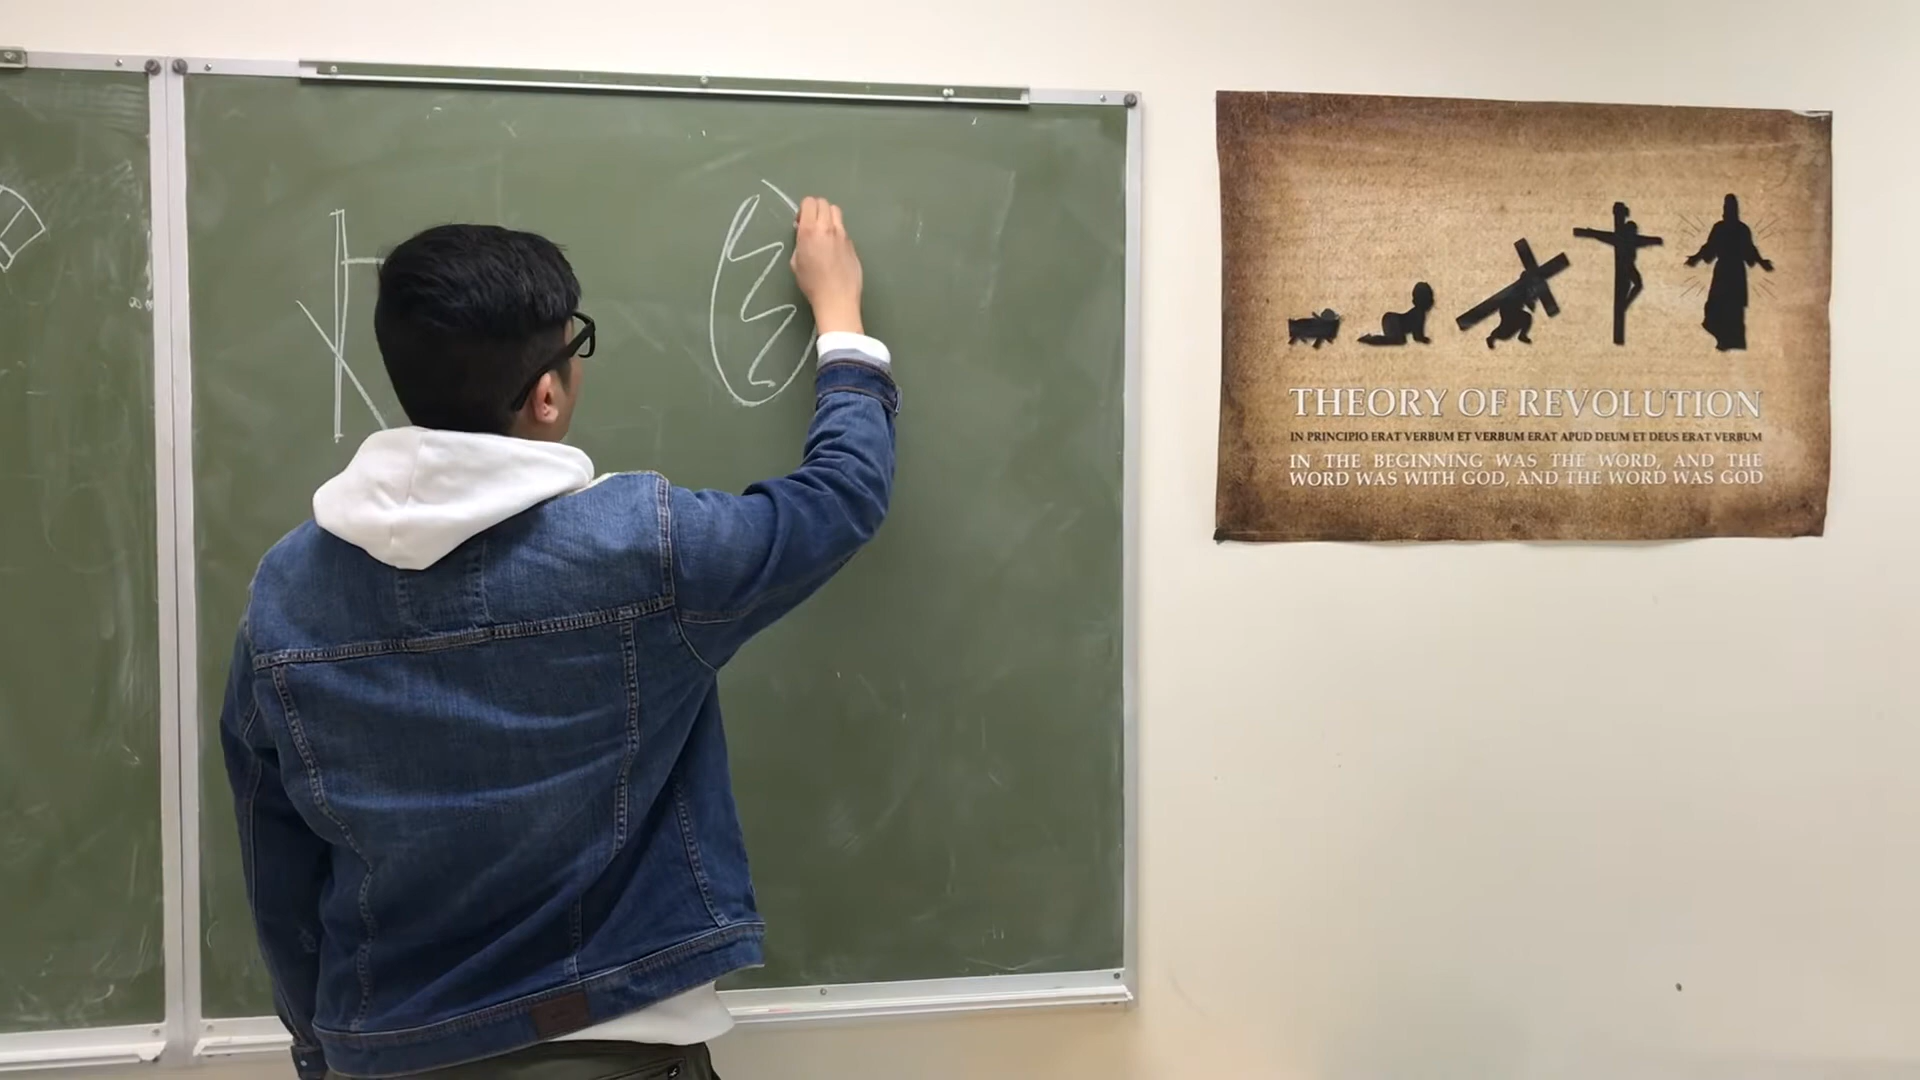 THEORY OF REVOLUTION
IN PRINCIPIO ERAT VERBUM ET VERBUM ERAT APUD DEUM ET DEUS ERAT VERBUM
IN THE BEGINNING WAS THE WORD, AND THE
WORD WAS WITH GOD, AND THE WORD WAS GOD